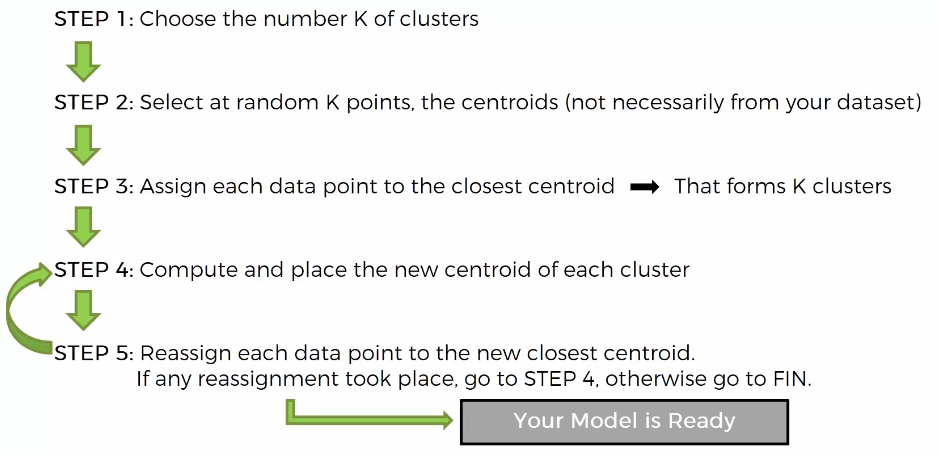 STEP 1: Choose the number K of clusters
STEP 2: Select at random K points, the centroids (not necessarily from your dataset)
STEP 3: Assign each data point to the closest centroid That forms K clusters
STEP 4: Compute and place the new centroid of each cluster
STEP 5: Reassign each data point to the new closest centroid.
If any reassignment took place, go to STEP 4, otherwise go to FIN.
Your Model is Ready